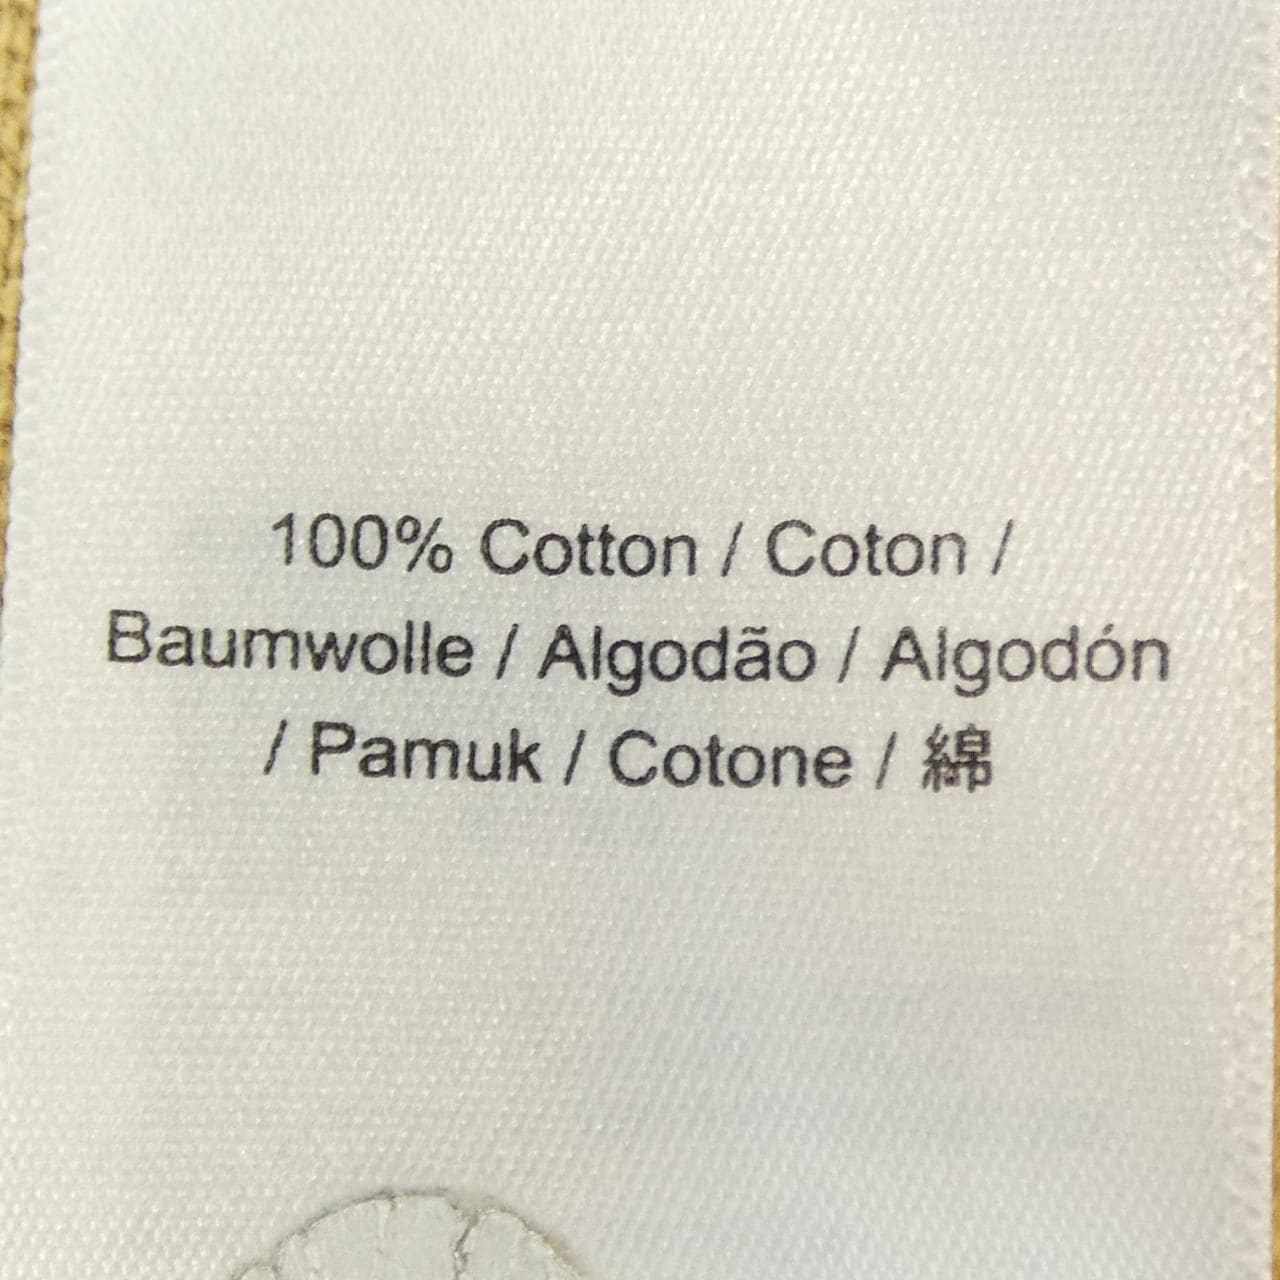 100% Cotton / Coton /
Baumwolle / Algodão / Algodón
/ Pamuk / Cotone / 綿